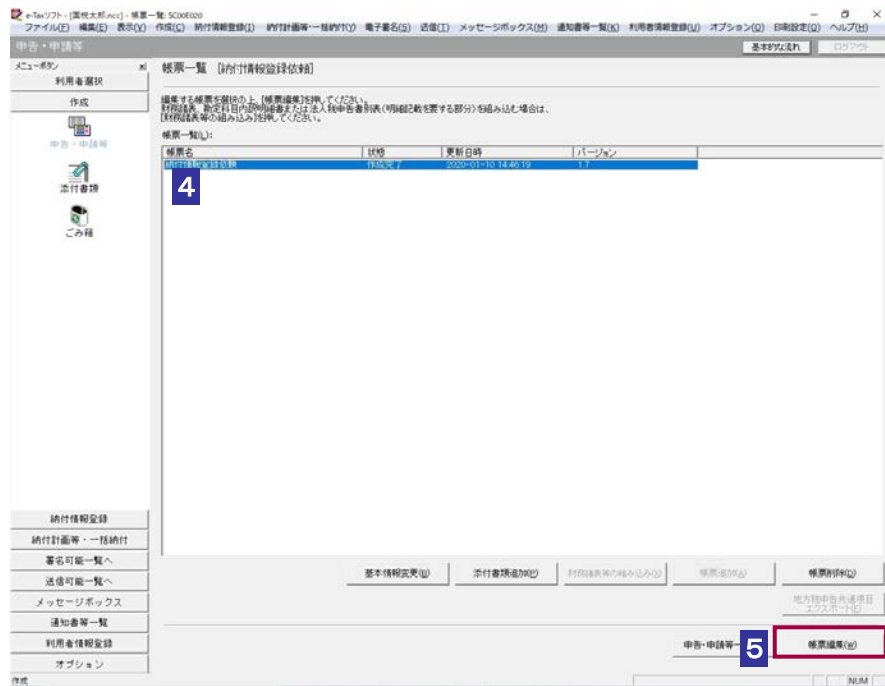 e-Taxソフト - [国税太郎.ncc] - 帳票一覧: SC00E020
ファイル(F) 編集(E) 表示(V) 作成(C) 納付情報登録(I) 納付計画等・一括納付(Y) 電子署名(S) 送信(T) メッセージボックス(M) 通知書等一覧(K) 利用者情報登録(U) オプション(O) 印刷設定(Q) ヘルプ(H)
申告・申請等
基本的な流れ
ログアウト
メニューボタン
利用者選択
作成
申告・申請等
添付書類
ごみ箱
帳票一覧 [納付情報登録依頼]
編集する帳票を選択の上、[帳票編集]を押してください。
財務諸表、勘定科目内訳明細書または法人税申告書別表(明細記載を要する部分)を組み込む場合は、
[財務諸表等の組み込み]を押してください。
帳票一覧(L):
帳票名 状態 更新日時 バージョン
納付情報登録依頼 作成完了 2020-01-10 14:46:19 1.7
4
納付情報登録
納付計画等・一括納付
署名可能一覧へ
送信可能一覧へ
メッセージボックス
通知書等一覧
利用者情報登録
オプション
基本情報変更(B) 添付書類追加(P) 財務諸表等の組み込み(X) 帳票追加(A) 帳票削除(D)
地方税申告共通項目
エクスポート(E)
申告・申請等一
5
帳票編集(W)
作成
NUM